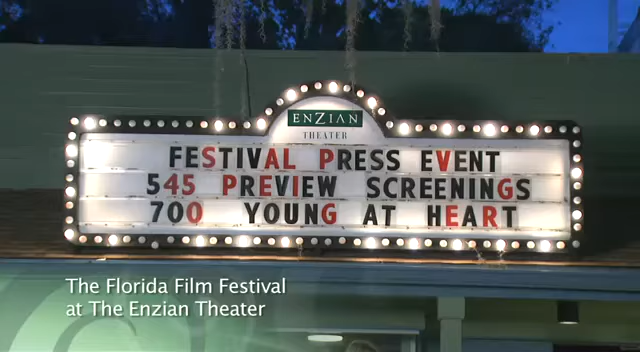 ENZIAN
THEATER
FESTIVAL PRESS EVENT
545 PREVIEW SCREENINGS
700 YOUNG AT HEART
The Florida Film Festival
at The Enzian Theater